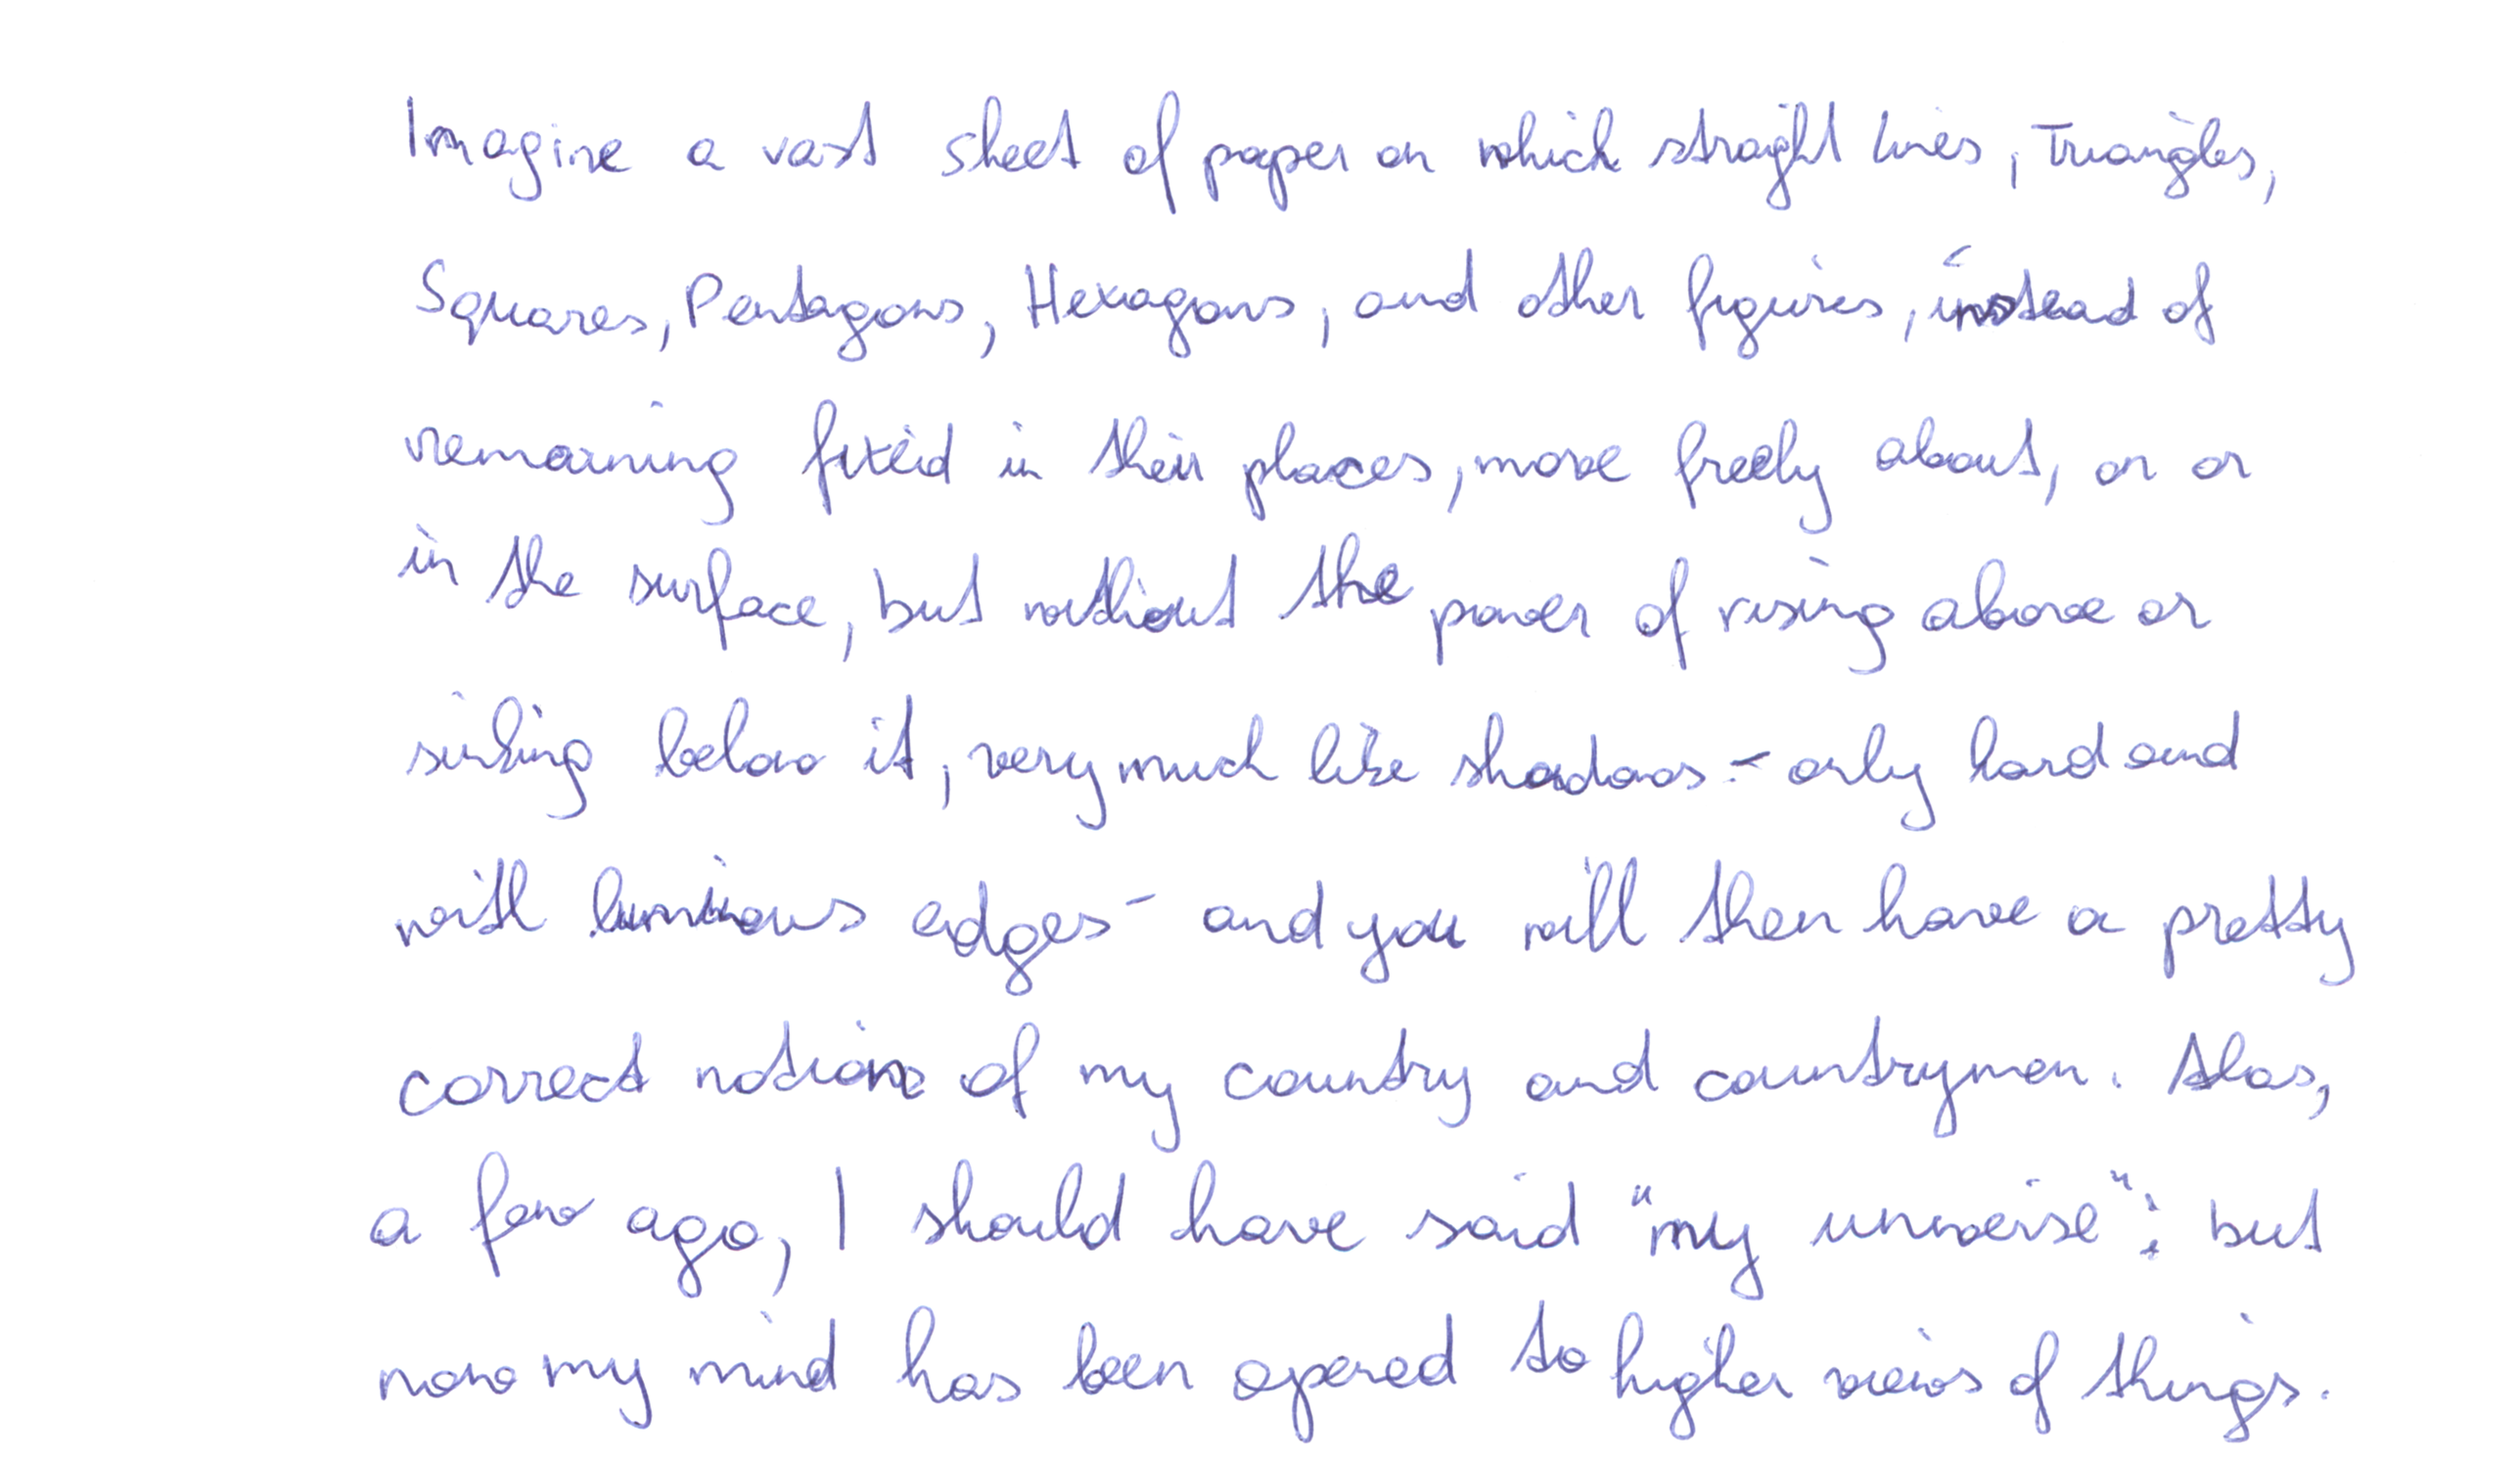 Imagine a vast sheet of paper on which straight lines, Triangles,
Squares, Pentagons, Hexagons, and other figures, instead of
remaining fixed in their places, move freely about, on or
in the surface, but without the power of rising above or
sinking below it, very much like shadows - only hard and
with luminous edges - and you will then have a pretty
correct notion of my country and countrymen. Alas,
a few ago, I should have said "my universe": but
now my mind has been opened to higher views of things.